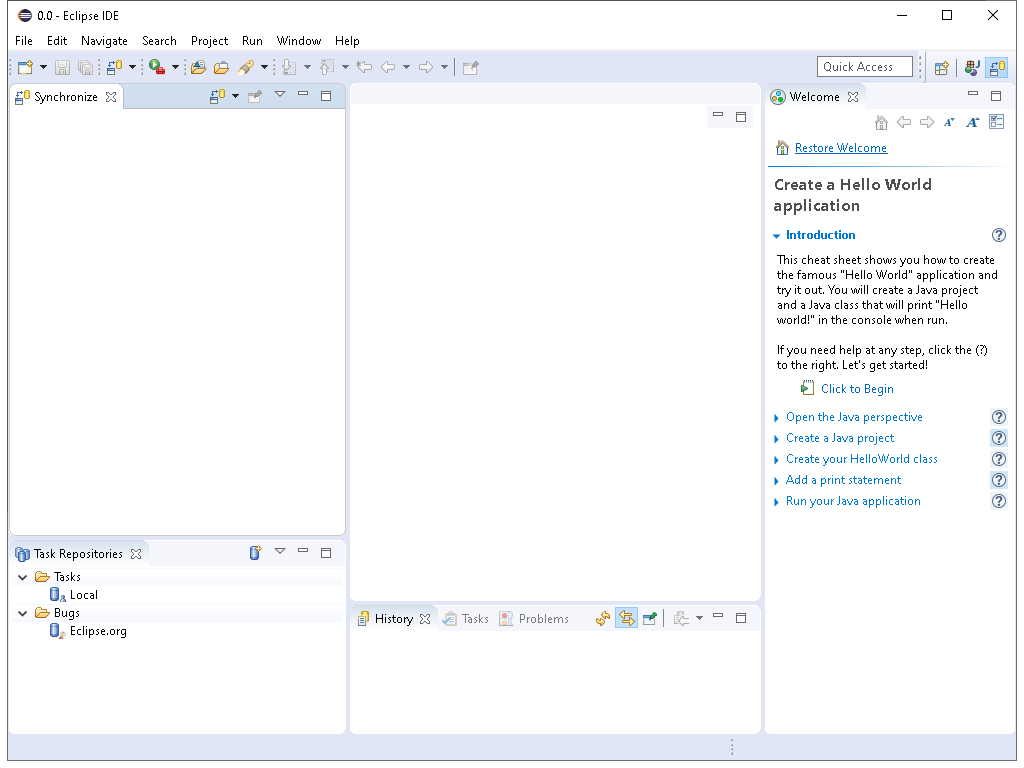 0.0 - Eclipse IDE
File Edit Navigate Search Project Run Window Help
Quick Access
Synchronize
Welcome
Restore Welcome
Create a Hello World
application
Introduction
This cheat sheet shows you how to create
the famous "Hello World" application and
try it out. You will create a Java project
and a Java class that will print "Hello
world!" in the console when run.
If you need help at any step, click the (?)
to the right. Let's get started!
Click to Begin
Open the Java perspective
Create a Java project
Create your HelloWorld class
Add a print statement
Run your Java application
Task Repositories
Tasks
Local
Bugs
Eclipse.org
History Tasks Problems